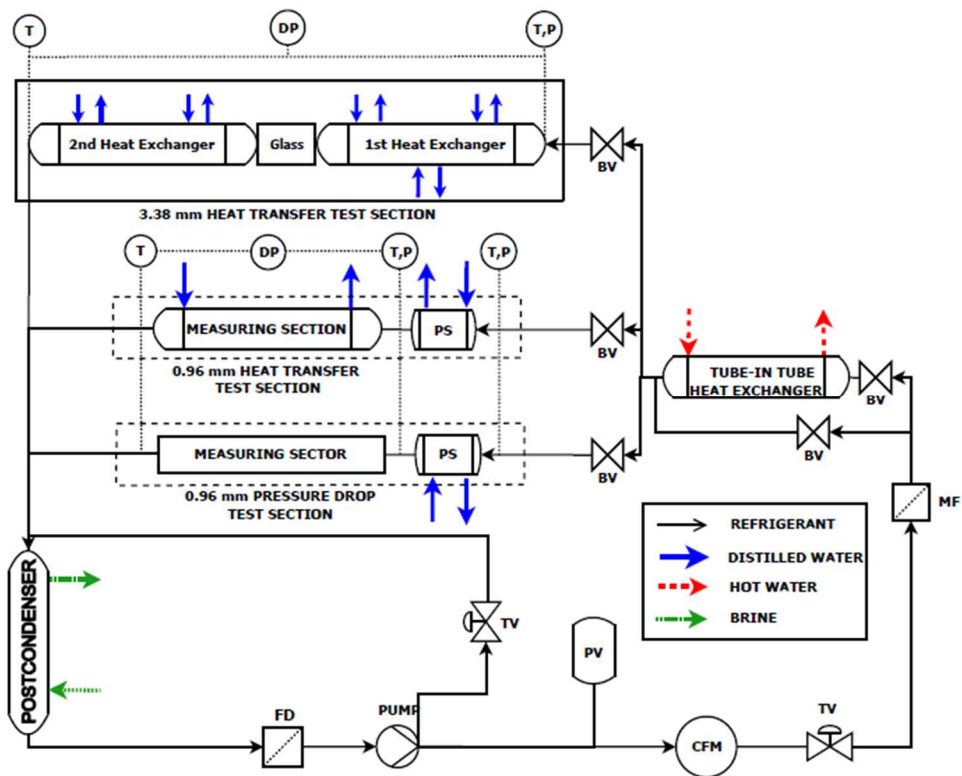 T
DP
T,P
2nd Heat Exchanger
Glass
1st Heat Exchanger
BV
3.38 mm HEAT TRANSFER TEST SECTION
T
DP
T,P
T,P
MEASURING SECTION
PS
BV
0.96 mm HEAT TRANSFER
TEST SECTION
TUBE-IN TUBE
HEAT EXCHANGER
BV
BV
MEASURING SECTOR
PS
BV
0.96 mm PRESSURE DROP
TEST SECTION
MF
REFRIGERANT
DISTILLED WATER
HOT WATER
BRINE
POSTCONDENSER
TV
PV
FD
PUMP
CFM
TV